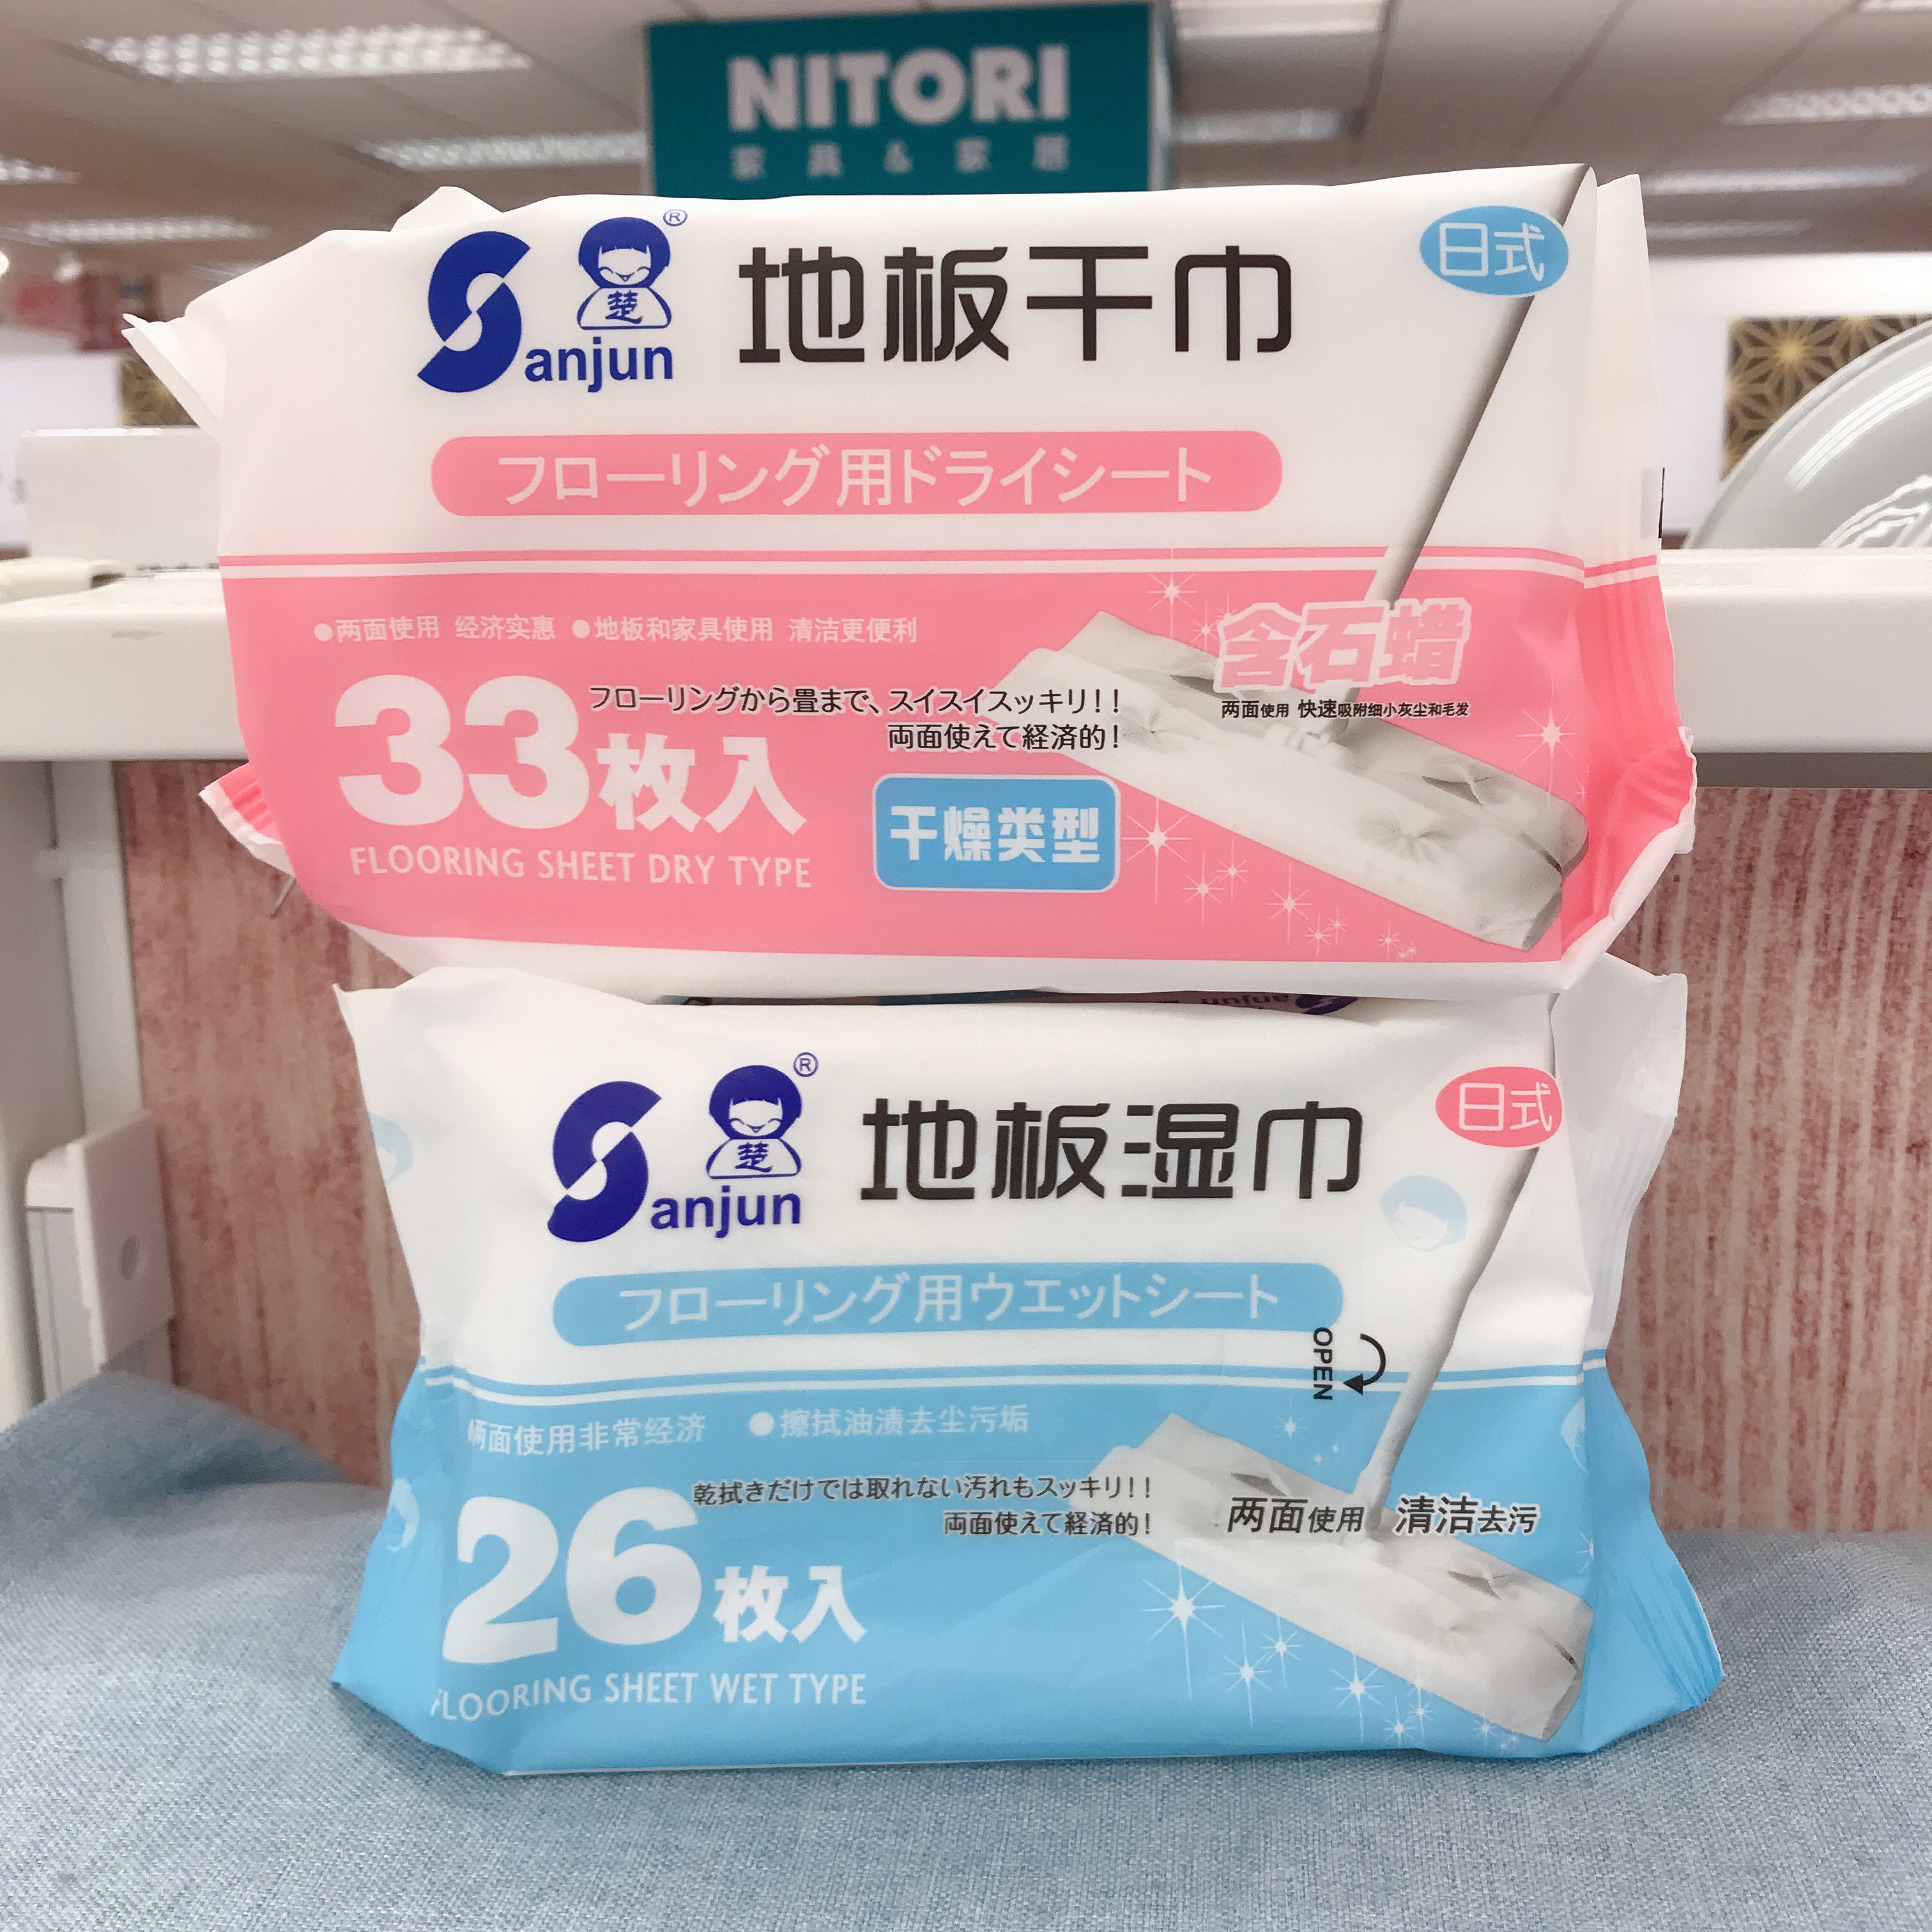 NITORI
家具&家居
Sanjun®
楚
地板干巾
日式
フローリング用ドライシート
●两面使用 经济实惠 ●地板和家具使用 清洁更便利
含石蜡
两面使用 快速吸附细小灰尘和毛发
フローリングから畳まで、スイスイスッキリ!!
両面使えて経済的!
33枚入
干燥类型
FLOORING SHEET DRY TYPE
anjun
Sanjun®
楚
地板湿巾
日式
フローリング用ウエットシート
OPEN
●两面使用非常经济 ●擦拭油渍去尘污垢
乾拭きだけでは取れない汚れもスッキリ!!
両面使えて経済的!
两面使用 清洁去污
26枚入
FLOORING SHEET WET TYPE